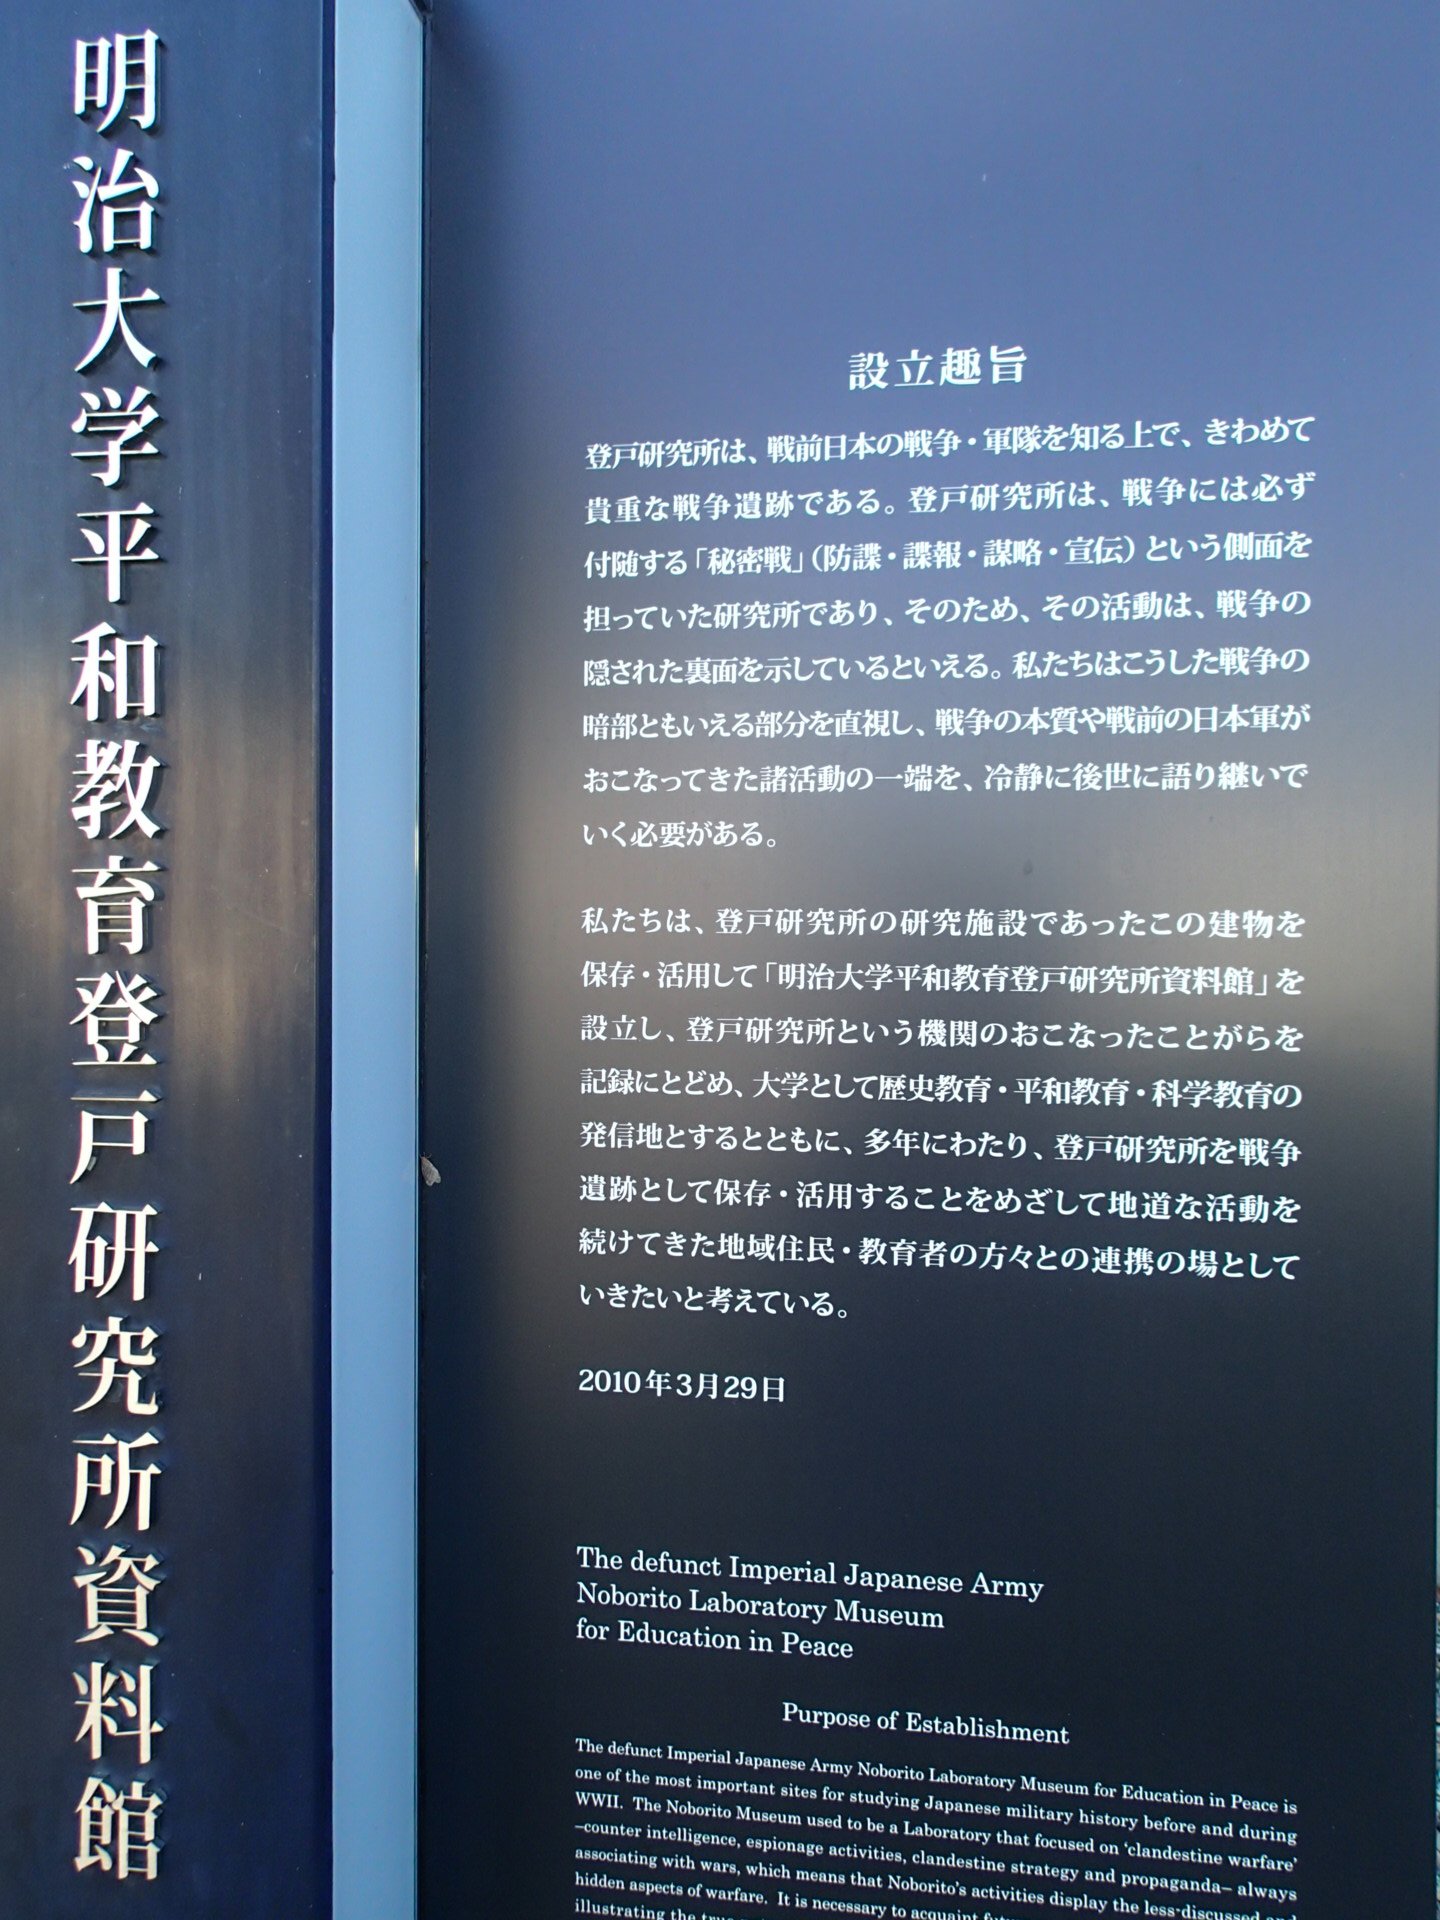 明治大学平和教育登戸研究所資料館
設立趣旨
登戸研究所は、戦前日本の戦争・軍隊を知る上で、きわめて
貴重な戦争遺跡である。登戸研究所は、戦争には必ず
付随する「秘密戦」（防諜・諜報・謀略・宣伝）という側面を
担っていた研究所であり、そのため、その活動は、戦争の
隠された裏面を示しているといえる。私たちはこうした戦争の
暗部ともいえる部分を直視し、戦争の本質や戦前の日本軍が
おこなってきた諸活動の一端を、冷静に後世に語り継いで
いく必要がある。
私たちは、登戸研究所の研究施設であったこの建物を
保存・活用して「明治大学平和教育登戸研究所資料館」を
設立し、登戸研究所という機関のおこなったことがらを
記録にとどめ、大学として歴史教育・平和教育・科学教育の
発信地とするとともに、多年にわたり、登戸研究所を戦争
遺跡として保存・活用することをめざして地道な活動を
続けてきた地域住民・教育者の方々との連携の場として
いきたいと考えている。
2010年3月29日
The defunct Imperial Japanese Army
Noborito Laboratory Museum
for Education in Peace
Purpose of Establishment
The defunct Imperial Japanese Army Noborito Laboratory Museum for Education in Peace is
one of the most important sites for studying Japanese military history before and during
WWII. The Noborito Museum used to be a Laboratory that focused on ‘clandestine warfare’
–counter intelligence, espionage activities, clandestine strategy and propaganda– always
associating with wars, which means that Noborito’s activities display the less-discussed and
hidden aspects of warfare. It is necessary to acquaint
illustrating the